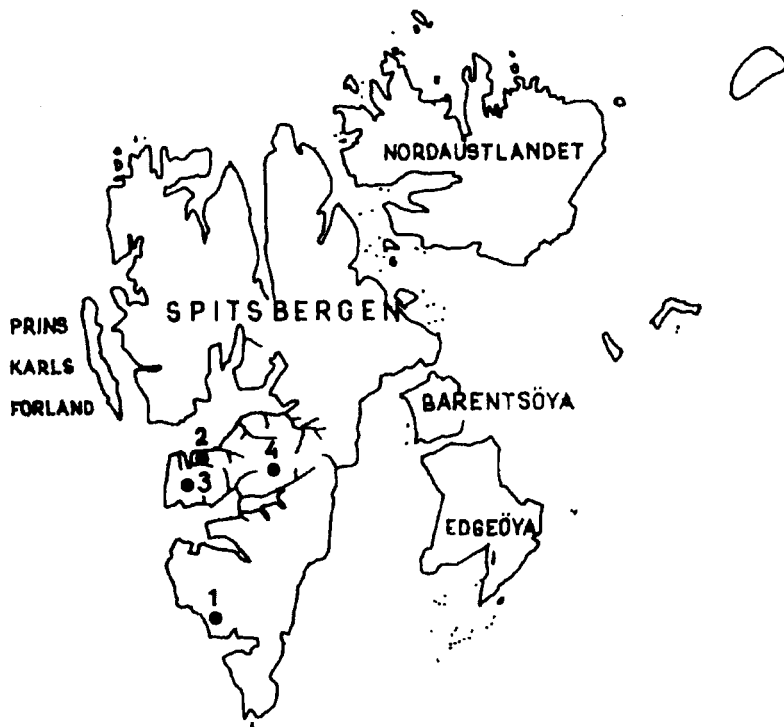 NORDAUSTLANDET
SPITSBERGEN
PRINS
KARLS
FORLAND
BARENTSÖYA
2
4
3
EDGEÖYA
1